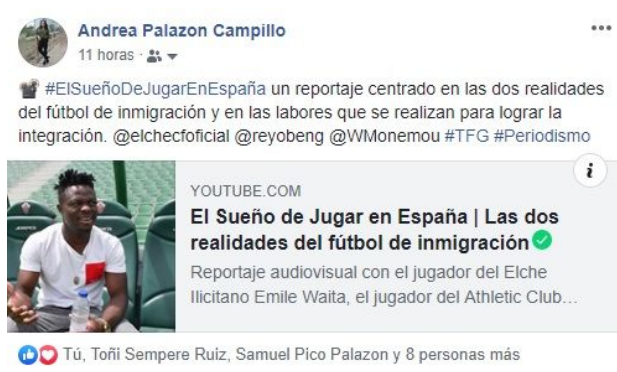 Andrea Palazon Campillo
11 horas ·
#ElSueñoDeJugarEnEspaña un reportaje centrado en las dos realidades
del fútbol de inmigración y en las labores que se realizan para lograr la
integración. @elchecfoficial @reyobeng @WMonemou #TFG #Periodismo
YOUTUBE.COM
El Sueño de Jugar en España | Las dos
realidades del fútbol de inmigración
Reportaje audiovisual con el jugador del Elche
Ilicitano Emile Waita, el jugador del Athletic Club...
Tú, Toñi Sempere Ruiz, Samuel Pico Palazon y 8 personas más